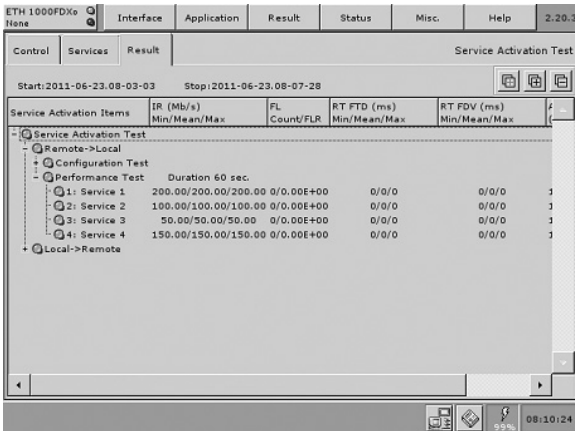 ETH 1000FDX
None
Interface
Application
Result
Status
Misc.
Help
2.20.
Control
Services
Result
Service Activation Test
Start:2011-06-23.08-03-03 Stop:2011-06-23.08-07-28
Service Activation Items
IR (Mb/s)
Min/Mean/Max
FL
Count/FLR
RT FTD (ms)
Min/Mean/Max
RT FDV (ms)
Min/Mean/Max
Service Activation Test
Remote->Local
Configuration Test
Performance Test Duration 60 sec.
1: Service 1 200.00/200.00/200.00 0/0.00E+00 0/0/0 0/0/0 1
2: Service 2 100.00/100.00/100.00 0/0.00E+00 0/0/0 0/0/0 1
3: Service 3 50.00/50.00/50.00 0/0.00E+00 0/0/0 0/0/0 1
4: Service 4 150.00/150.00/150.00 0/0.00E+00 0/0/0 0/0/0 1
Local->Remote
99%
08:10:24